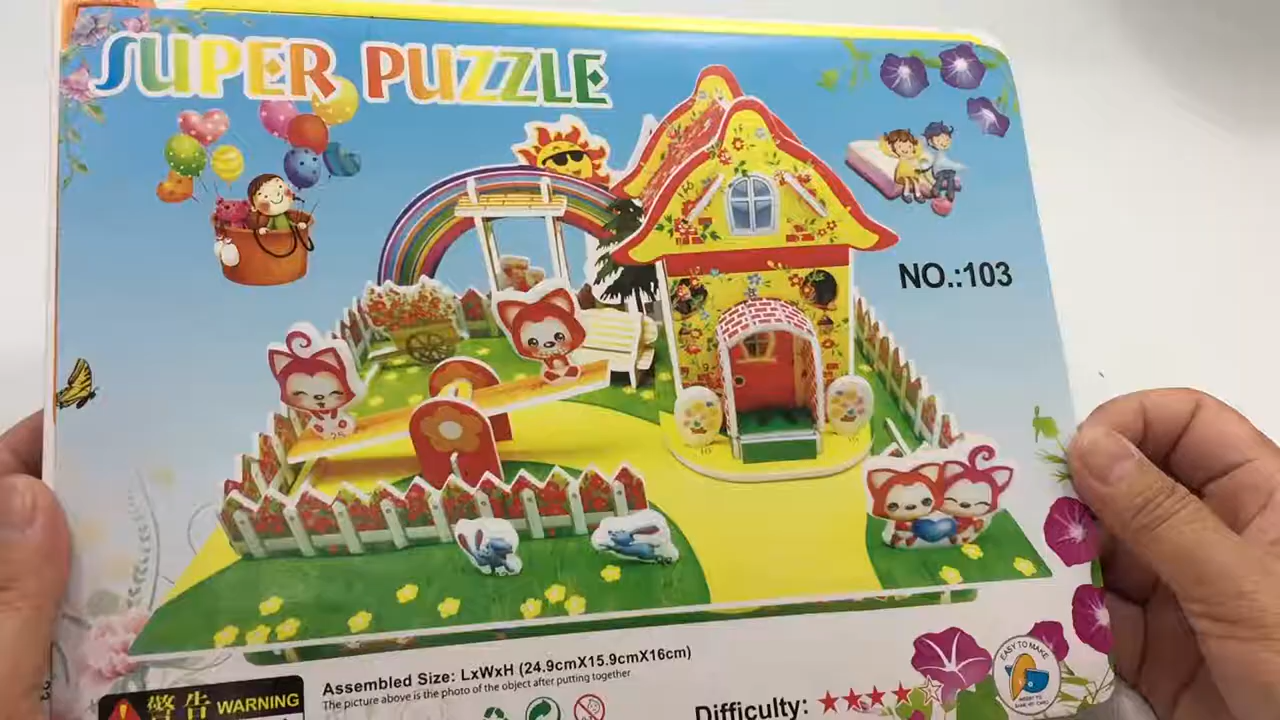 SUPER PUZZLE
NO.:103
Assembled Size: LxWxH (24.9cmX15.9cmX16cm)
The picture above is the photo of the object after putting together
警告 WARNING
Difficulty:
EASY TO MAKE